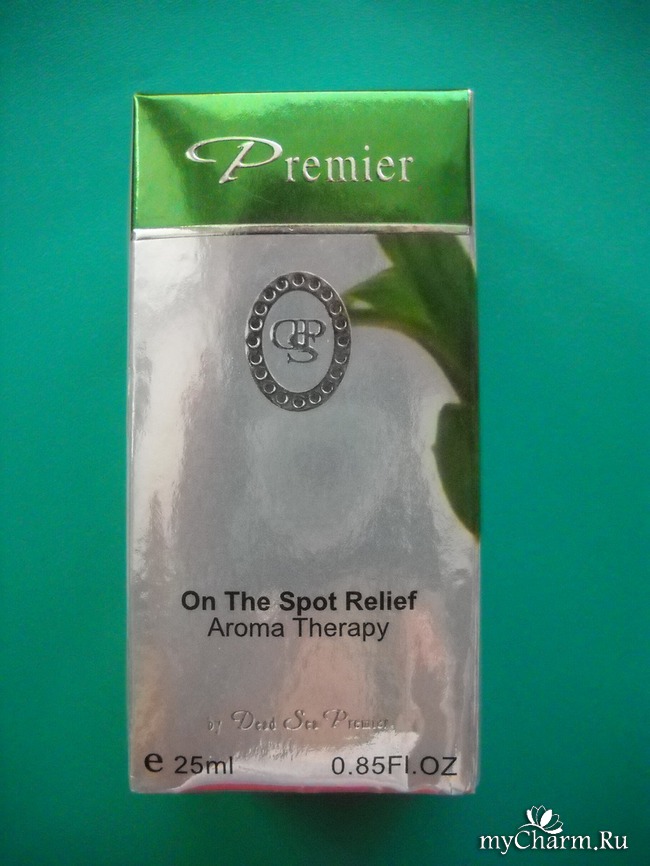 Premier
DSP
On The Spot Relief
Aroma Therapy
by Dead Sea Premier
e 25ml 0.85Fl.OZ
myCharm.Ru